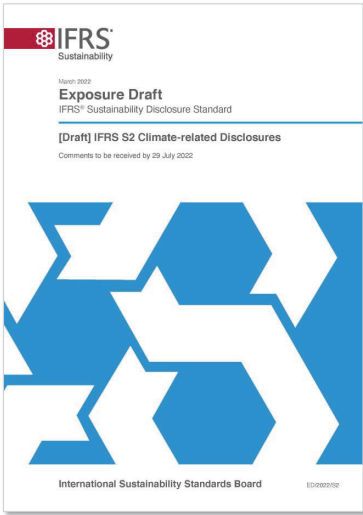 IFRS®
Sustainability
March 2022
Exposure Draft
IFRS® Sustainability Disclosure Standard
[Draft] IFRS S2 Climate-related Disclosures
Comments to be received by 29 July 2022
International Sustainability Standards Board
ED/2022/S2